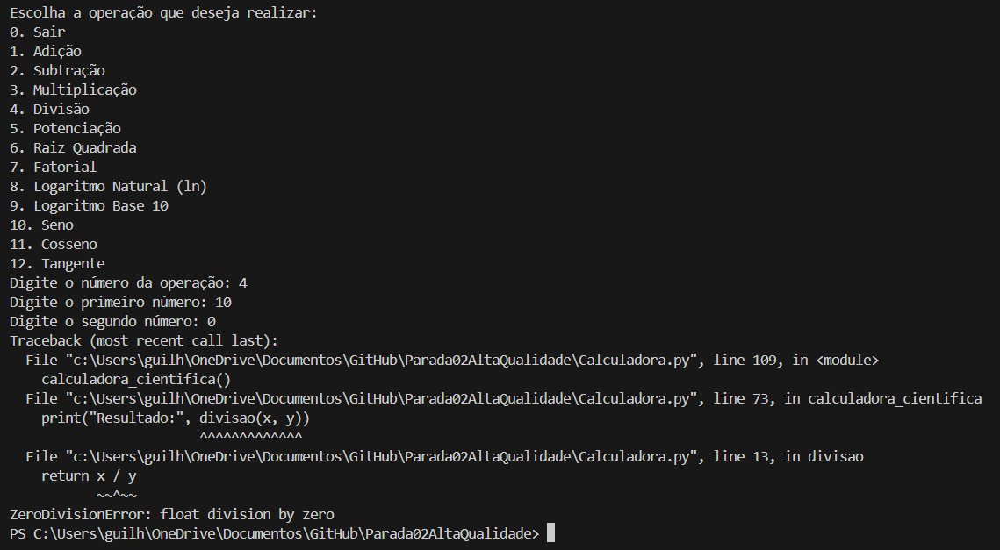 Escolha a operação que deseja realizar:
0. Sair
1. Adição
2. Subtração
3. Multiplicação
4. Divisão
5. Potenciação
6. Raiz Quadrada
7. Fatorial
8. Logaritmo Natural (ln)
9. Logaritmo Base 10
10. Seno
11. Cosseno
12. Tangente
Digite o número da operação: 4
Digite o primeiro número: 10
Digite o segundo número: 0
Traceback (most recent call last):
  File "c:\Users\guilh\OneDrive\Documentos\GitHub\Parada02AltaQualidade\Calculadora.py", line 109, in <module>
    calculadora_cientifica()
  File "c:\Users\guilh\OneDrive\Documentos\GitHub\Parada02AltaQualidade\Calculadora.py", line 73, in calculadora_cientifica
    print("Resultado:", divisao(x, y))
                        ^^^^^^^^^^^^^
  File "c:\Users\guilh\OneDrive\Documentos\GitHub\Parada02AltaQualidade\Calculadora.py", line 13, in divisao
    return x / y
           ~~^~~
ZeroDivisionError: float division by zero
PS C:\Users\guilh\OneDrive\Documentos\GitHub\Parada02AltaQualidade>